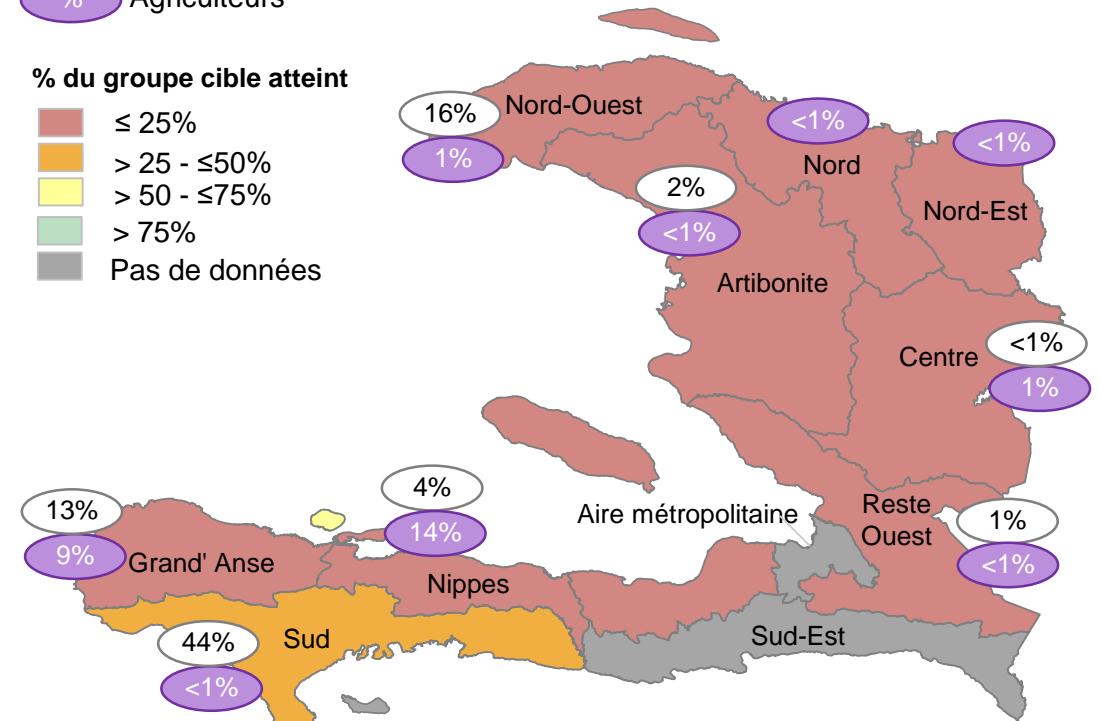 % Agriculteurs
% du groupe cible atteint
≤ 25%
> 25 - ≤50%
> 50 - ≤75%
> 75%
Pas de données
16%
1%
Nord-Ouest
<1%
Nord
<1%
Nord-Est
2%
<1%
Artibonite
Centre
<1%
1%
13%
9%
Grand' Anse
4%
14%
Nippes
Aire métropolitaine
Reste
Ouest
1%
<1%
44%
<1%
Sud
Sud-Est